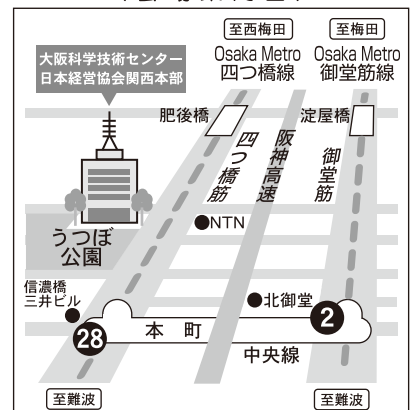 至西梅田
至梅田
Osaka Metro
四つ橋線
Osaka Metro
御堂筋線
大阪科学技術センター
日本経営協会関西本部
肥後橋
淀屋橋
四つ橋筋
阪神高速
御堂筋
NTN
うつぼ
公園
信濃橋
三井ビル
北御堂
2
28
本町
中央線
至難波
至難波